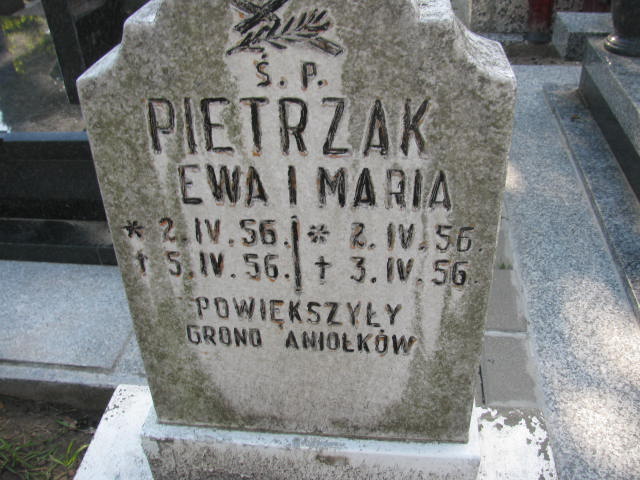 Ś. P.
PIETRZAK
EWA I MARIA
* 2.IV.56. * 2.IV.56.
† 5.IV.56. † 3.IV.56.
POWIĘKSZYŁY
GRONO ANIOŁKÓW